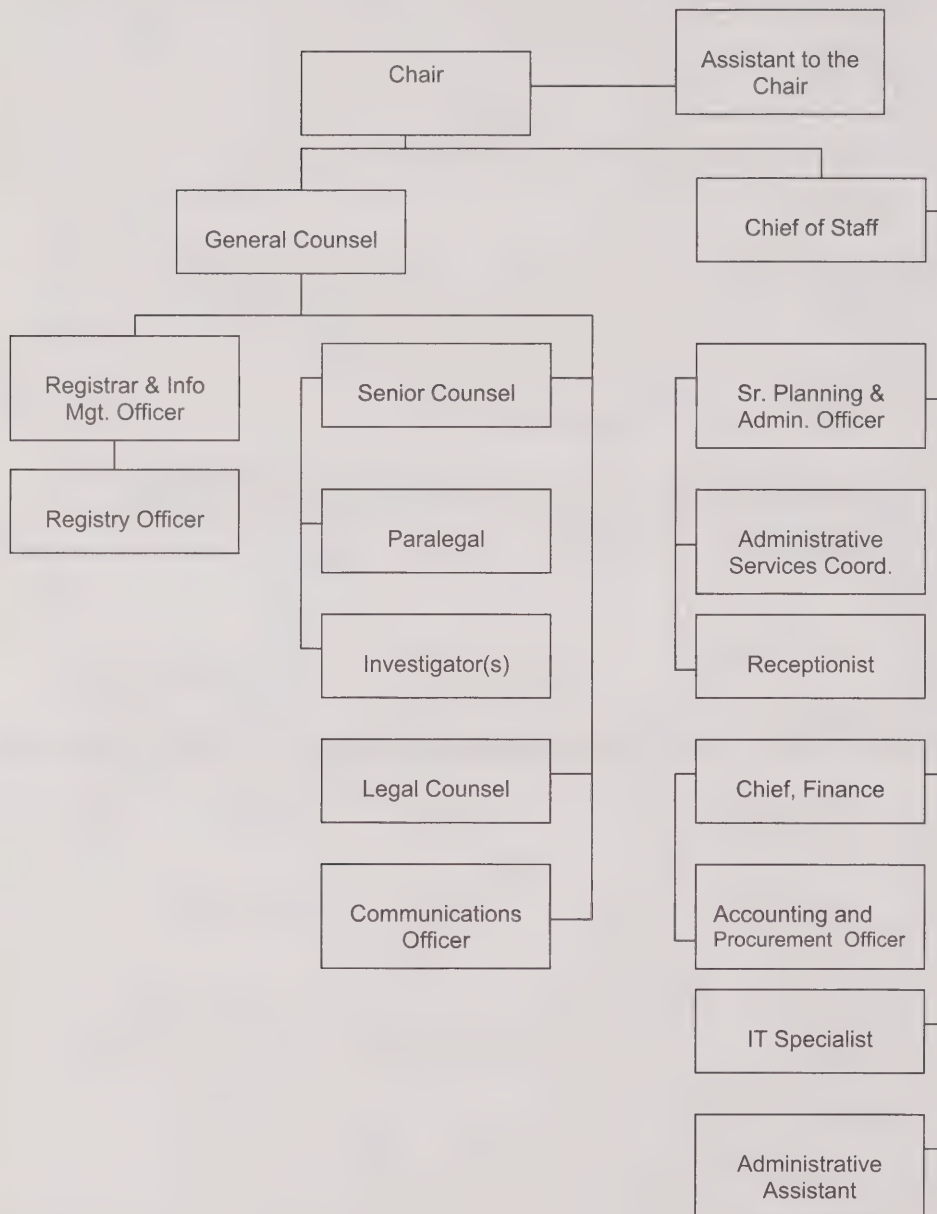 Chair
Assistant to the
Chair
General Counsel
Chief of Staff
Registrar & Info
Mgt. Officer
Senior Counsel
Sr. Planning &
Admin. Officer
Registry Officer
Paralegal
Administrative
Services Coord.
Investigator(s)
Receptionist
Legal Counsel
Chief, Finance
Communications
Officer
Accounting and
Procurement Officer
IT Specialist
Administrative
Assistant